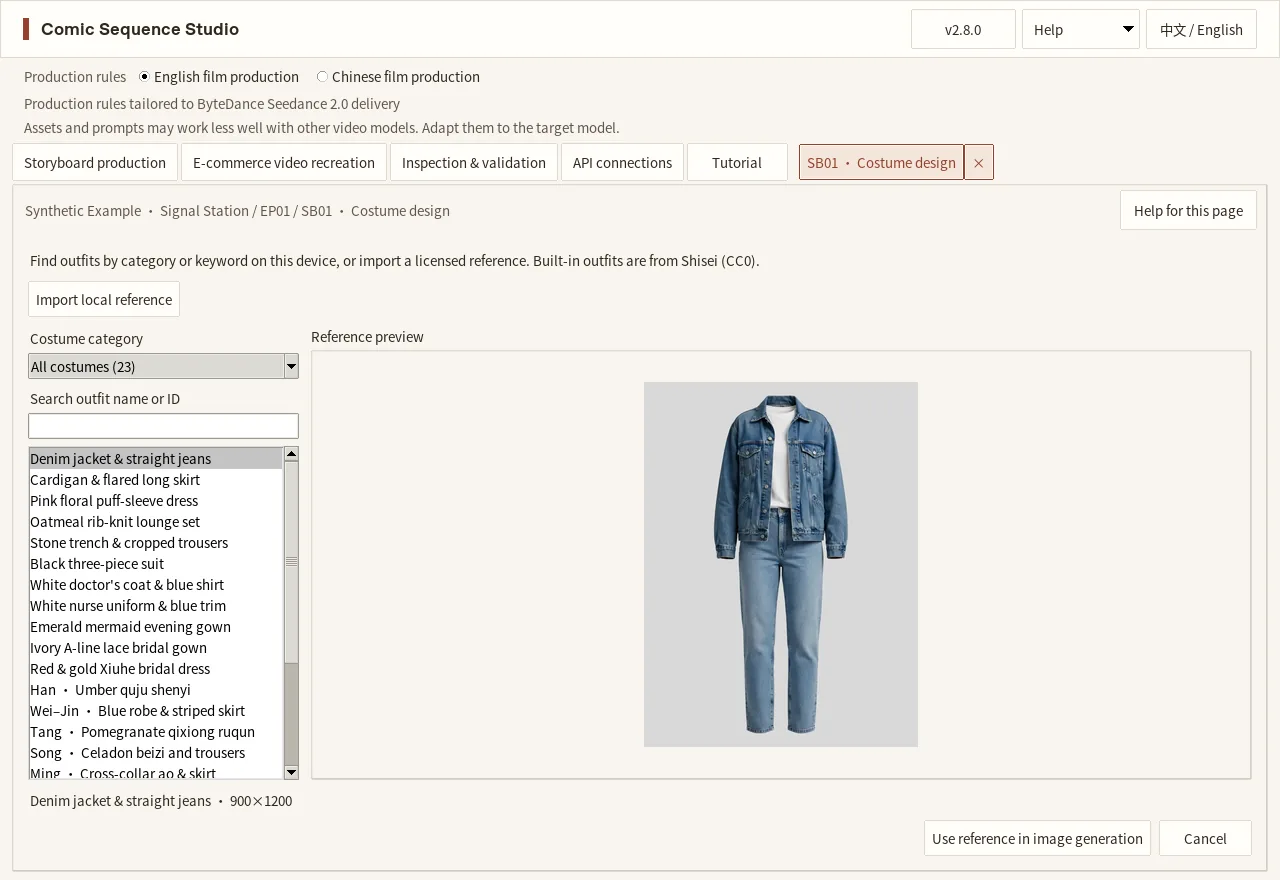 Comic Sequence Studio
v2.8.0
Help
中文 / English
Production rules
English film production
Chinese film production
Production rules tailored to ByteDance Seedance 2.0 delivery
Assets and prompts may work less well with other video models. Adapt them to the target model.
Storyboard production
E-commerce video recreation
Inspection & validation
API connections
Tutorial
SB01 · Costume design
×
Synthetic Example · Signal Station / EP01 / SB01 · Costume design
Help for this page
Find outfits by category or keyword on this device, or import a licensed reference. Built-in outfits are from Shisei (CC0).
Import local reference
Costume category
Reference preview
All costumes (23)
Search outfit name or ID
Denim jacket & straight jeans
Cardigan & flared long skirt
Pink floral puff-sleeve dress
Oatmeal rib-knit lounge set
Stone trench & cropped trousers
Black three-piece suit
White doctor's coat & blue shirt
White nurse uniform & blue trim
Emerald mermaid evening gown
Ivory A-line lace bridal gown
Red & gold Xiuhe bridal dress
Han · Umber quju shenyi
Wei–Jin · Blue robe & striped skirt
Tang · Pomegranate qixiong ruqun
Song · Celadon beizi and trousers
Ming · Cross-collar ao & skirt
Denim jacket & straight jeans · 900×1200
Use reference in image generation
Cancel